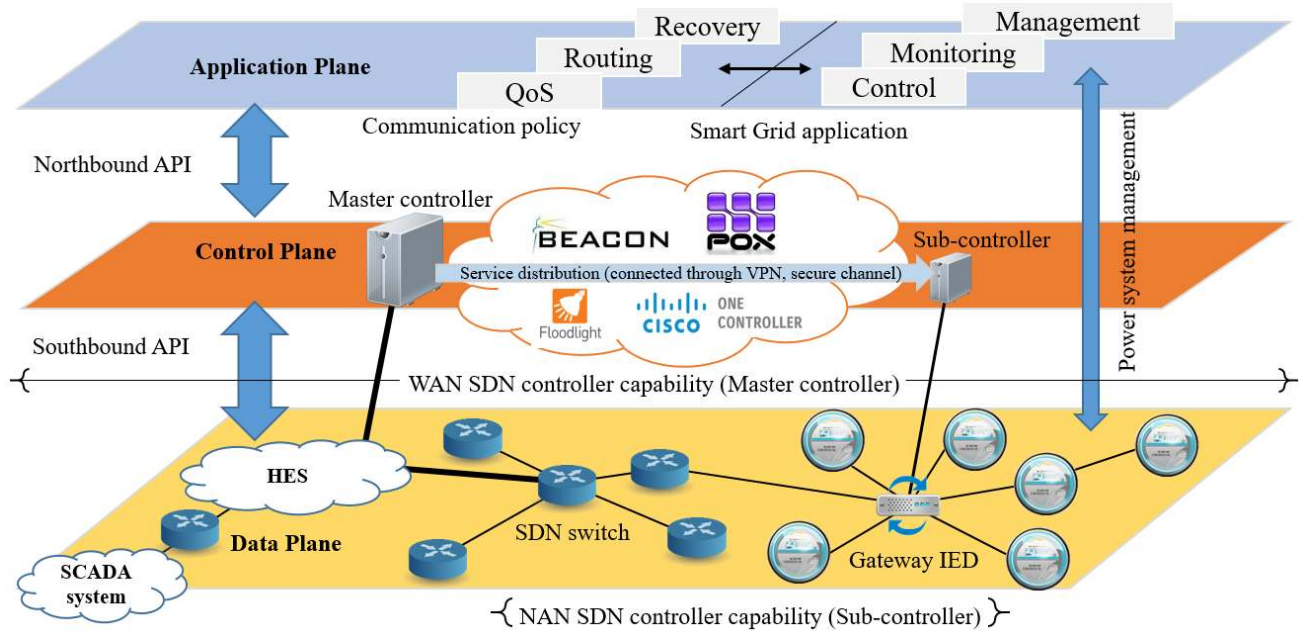 Recovery
Management
Routing
Monitoring
Application Plane
QoS
Control
Communication policy
Smart Grid application
Northbound API
Master controller
Power system management
BEACON
POX
Sub-controller
Control Plane
Service distribution (connected through VPN, secure channel)
Floodlight
CISCO
ONE
CONTROLLER
Southbound API
WAN SDN controller capability (Master controller)
HES
SDN switch
Data Plane
Gateway IED
SCADA
system
NAN SDN controller capability (Sub-controller)